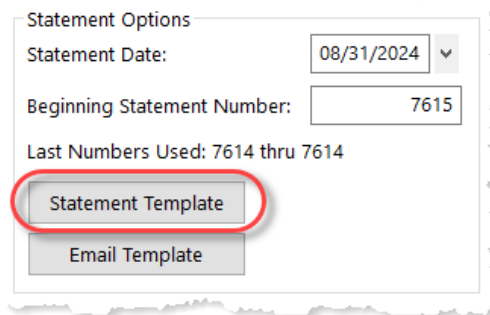 Statement Options
Statement Date: 08/31/2024
Beginning Statement Number: 7615
Last Numbers Used: 7614 thru 7614
Statement Template
Email Template